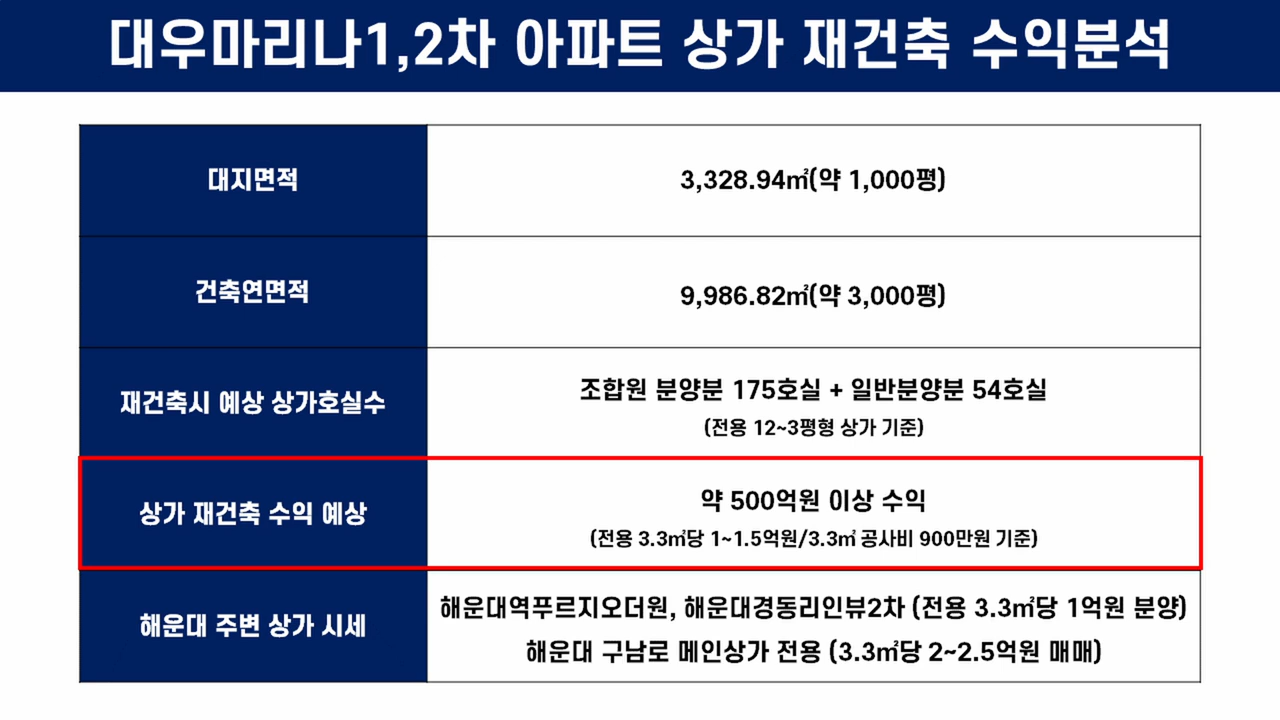 대우마리나1,2차 아파트 상가 재건축 수익분석
대지면적
3,328.94㎡(약 1,000평)
건축연면적
9,986.82㎡(약 3,000평)
재건축시 예상 상가호실수
조합원 분양분 175호실 + 일반분양분 54호실
(전용 12~3평형 상가 기준)
상가 재건축 수익 예상
약 500억원 이상 수익
(전용 3.3㎡당 1~1.5억원/3.3㎡ 공사비 900만원 기준)
해운대 주변 상가 시세
해운대역푸르지오더원, 해운대경동리인뷰2차 (전용 3.3㎡당 1억원 분양)
해운대 구남로 메인상가 전용 (3.3㎡당 2~2.5억원 매매)